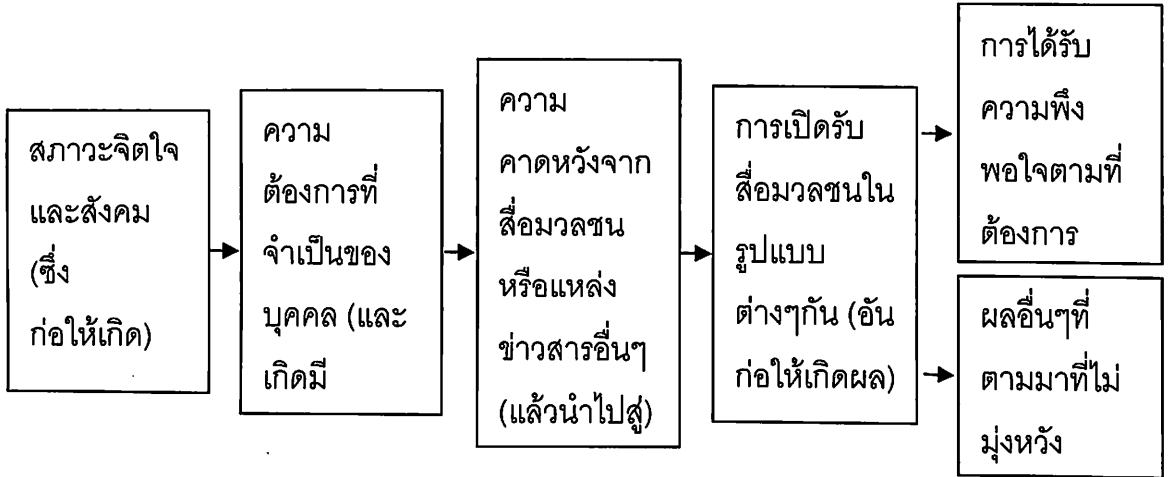 สภาวะจิตใจ
และสังคม
(ซึ่ง
ก่อให้เกิด)
ความ
ต้องการที่
จำเป็นของ
บุคคล (และ
เกิดมี
ความ
คาดหวังจาก
สื่อมวลชน
หรือแหล่ง
ข่าวสารอื่นๆ
(แล้วนำไปสู่)
การเปิดรับ
สื่อมวลชนใน
รูปแบบ
ต่างๆกัน (อัน
ก่อให้เกิดผล)
การได้รับ
ความพึง
พอใจตามที่
ต้องการ
ผลอื่นๆที่
ตามมาที่ไม่
มุ่งหวัง